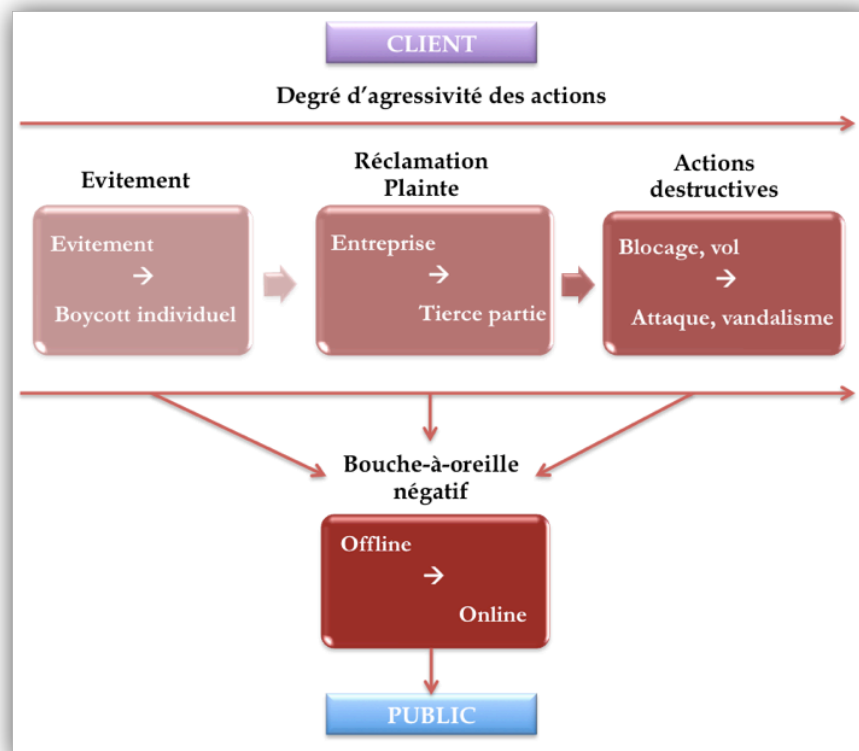 CLIENT
Degré d'agressivité des actions
Evitement
Réclamation
Plainte
Actions
destructives
Evitement
→
Boycott individuel
Entreprise
→
Tierce partie
Blocage, vol
→
Attaque, vandalisme
Bouche-à-oreille
négatif
Offline
→
Online
PUBLIC